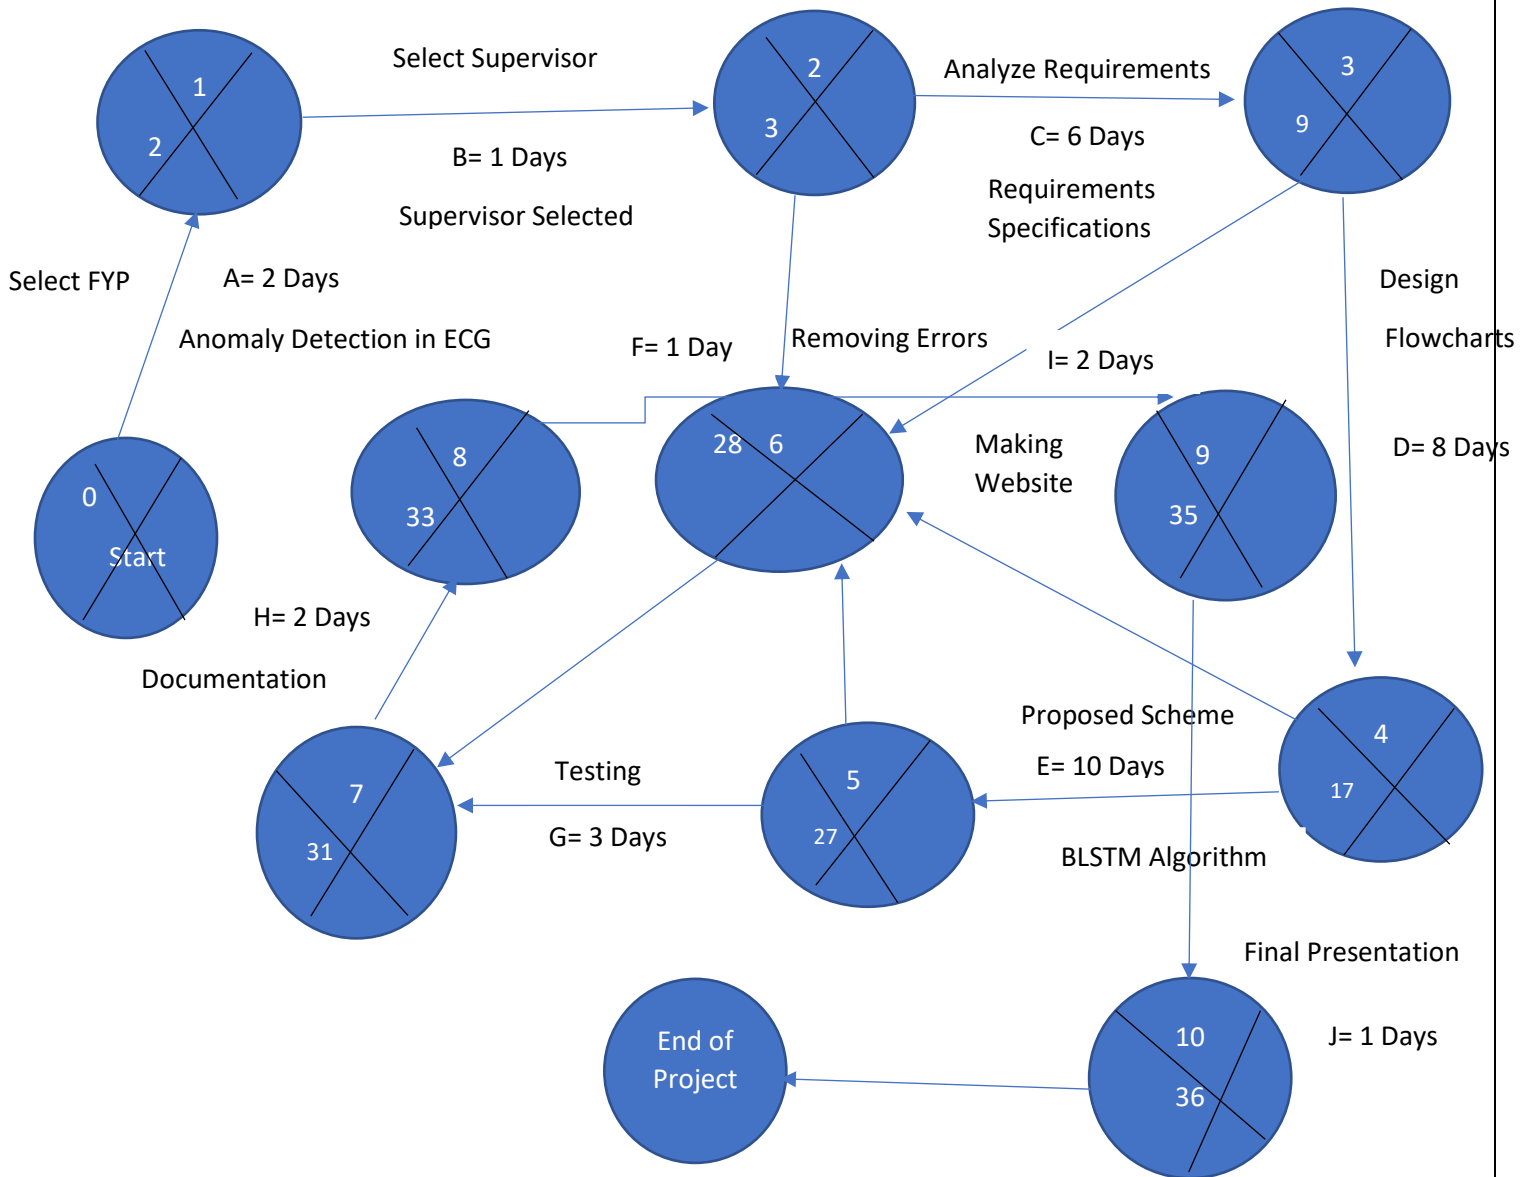 1
2
Select Supervisor
B= 1 Days
Supervisor Selected
2
3
Analyze Requirements
C= 6 Days
Requirements
Specifications
3
9
Select FYP
A= 2 Days
Anomaly Detection in ECG
F= 1 Day
Removing Errors
I= 2 Days
Design
Flowcharts
D= 8 Days
0
Start
8
33
28 6
Making
Website
9
35
H= 2 Days
Documentation
7
31
Testing
G= 3 Days
5
27
Proposed Scheme
E= 10 Days
BLSTM Algorithm
4
17
Final Presentation
J= 1 Days
End of
Project
10
36